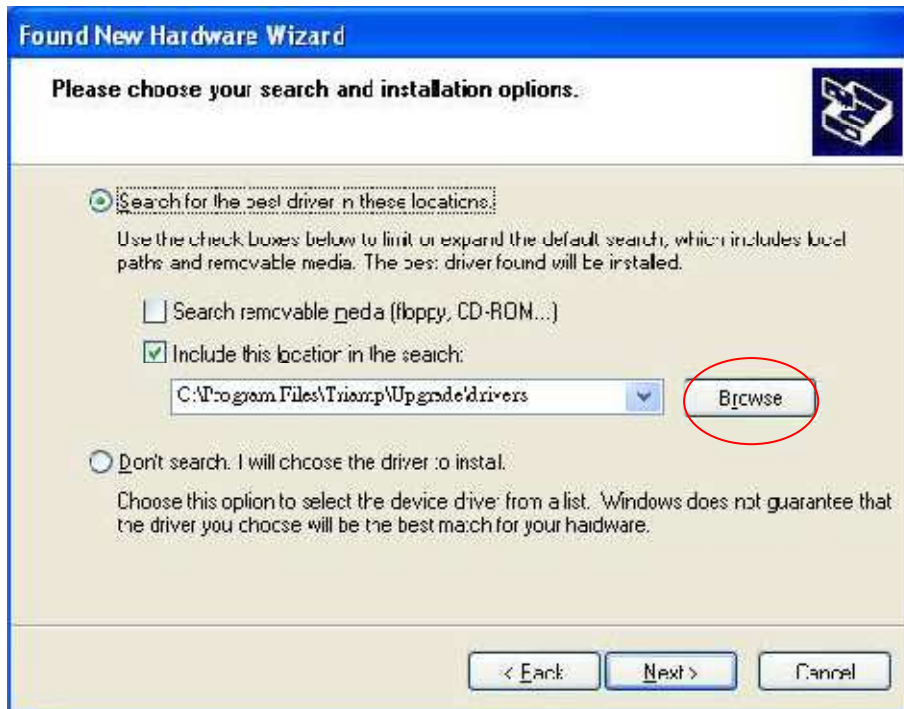 Found New Hardware Wizard
Please choose your search and installation options.
Search for the best driver in these locations.
Use the check boxes below to limit or expand the default search, which includes local
paths and removable media. The best driver found will be installed.
Search removable media (floppy, CD-ROM...)
Include this location in the search:
C:\Program Files\Triamp\Upgrade\drivers
Browse
Don't search. I will choose the driver to install.
Choose this option to select the device driver from a list. Windows does not guarantee that
the driver you choose will be the best match for your hardware.
< Back
Next >
Cancel